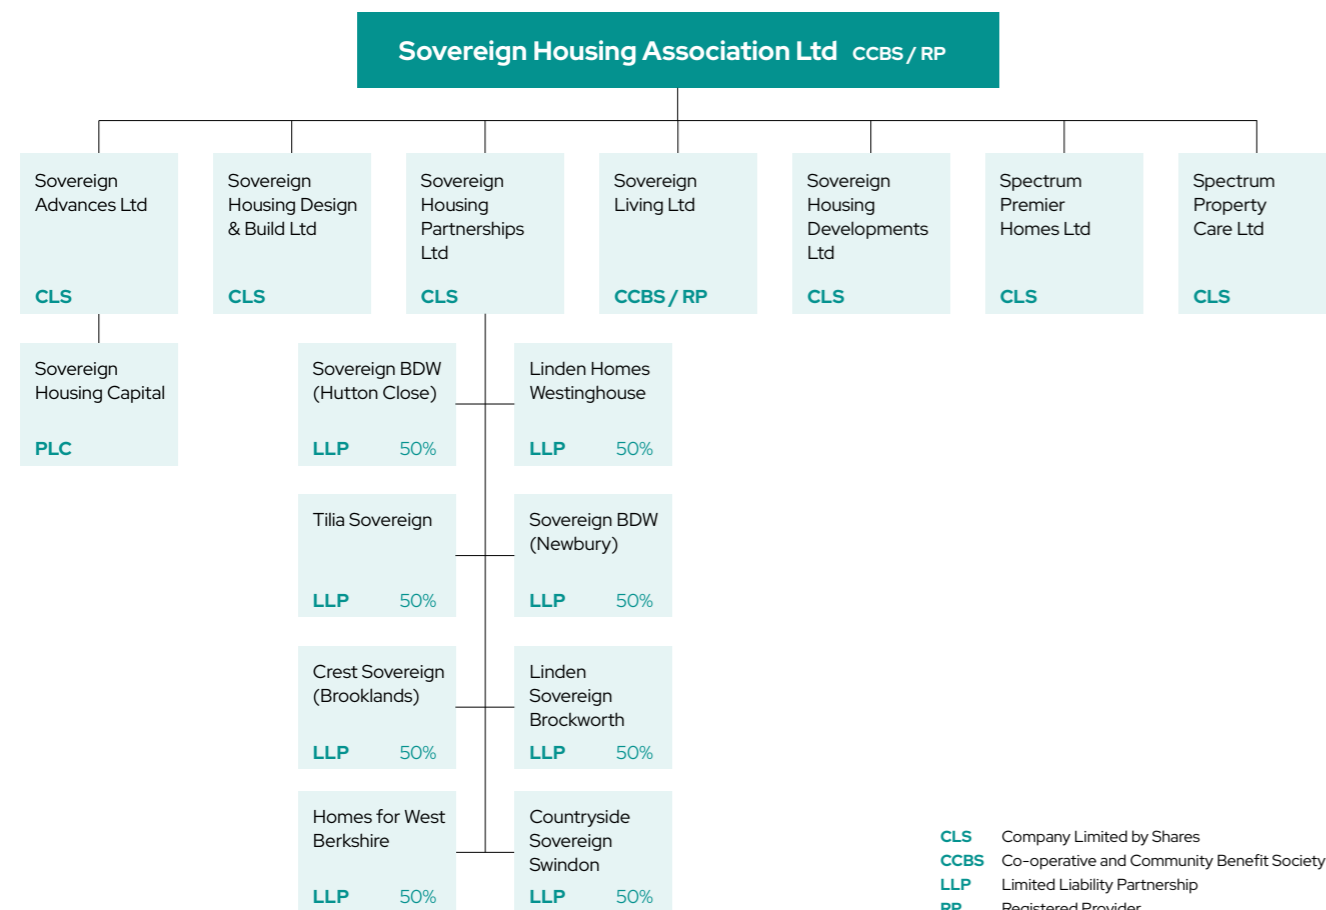 Sovereign Housing Association Ltd CCBS / RP
Sovereign
Advances Ltd
CLS
Sovereign
Housing Design
& Build Ltd
CLS
Sovereign
Housing
Partnerships
Ltd
CLS
Sovereign
Living Ltd
CCBS / RP
Sovereign
Housing
Developments
Ltd
CLS
Spectrum
Premier
Homes Ltd
CLS
Spectrum
Property
Care Ltd
CLS
Sovereign
Housing Capital
PLC
Sovereign BDW
(Hutton Close)
LLP 50%
Linden Homes
Westinghouse
LLP 50%
Tilia Sovereign
LLP 50%
Sovereign BDW
(Newbury)
LLP 50%
Crest Sovereign
(Brooklands)
LLP 50%
Linden
Sovereign
Brockworth
LLP 50%
Homes for West
Berkshire
LLP 50%
Countryside
Sovereign
Swindon
LLP 50%
CLS Company Limited by Shares
CCBS Co-operative and Community Benefit Society
LLP Limited Liability Partnership
RP Registered Provider